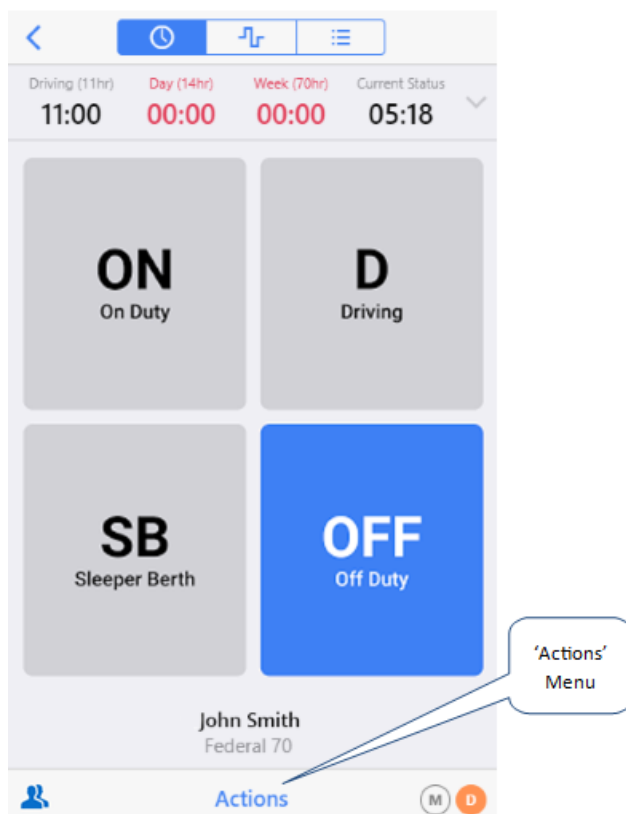 Driving (11hr) Day (14hr) Week (70hr) Current Status
11:00 00:00 00:00 05:18
ON
On Duty
D
Driving
SB
Sleeper Berth
OFF
Off Duty
‘Actions’
Menu
John Smith
Federal 70
Actions
M
D